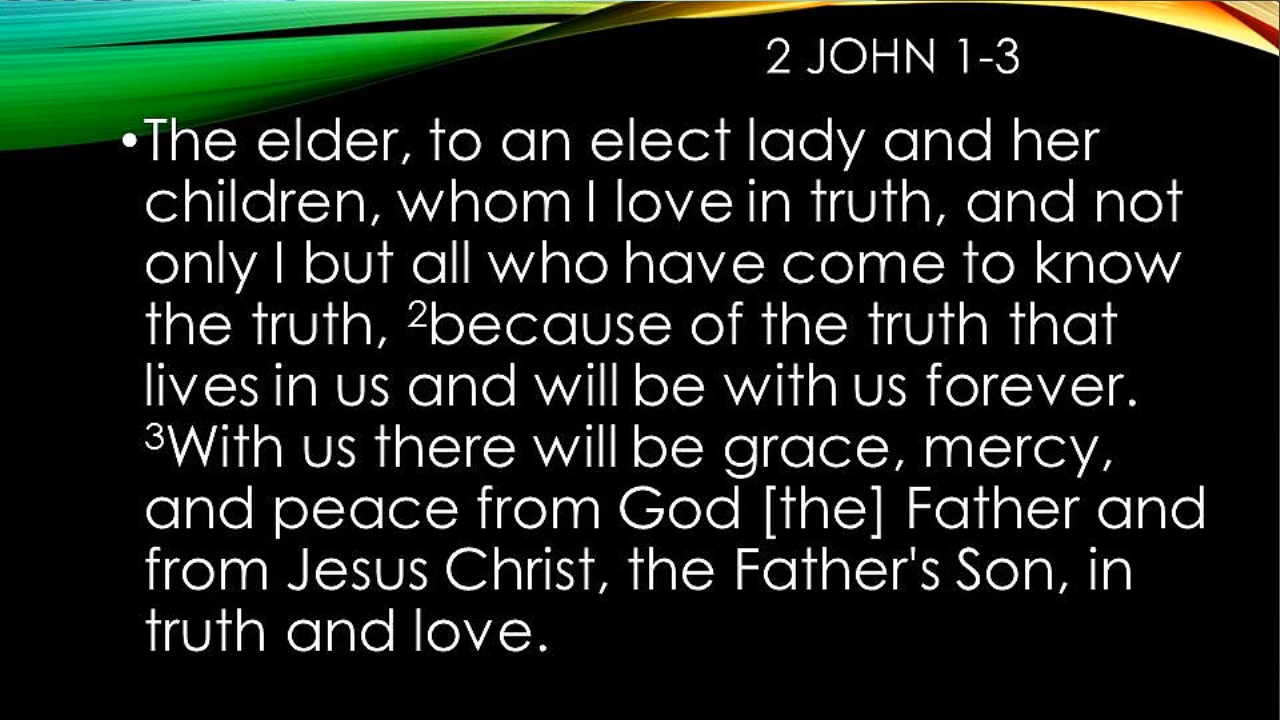 2 JOHN 1-3
•The elder, to an elect lady and her
children, whom I love in truth, and not
only I but all who have come to know
the truth, ²because of the truth that
lives in us and will be with us forever.
³With us there will be grace, mercy,
and peace from God [the] Father and
from Jesus Christ, the Father's Son, in
truth and love.